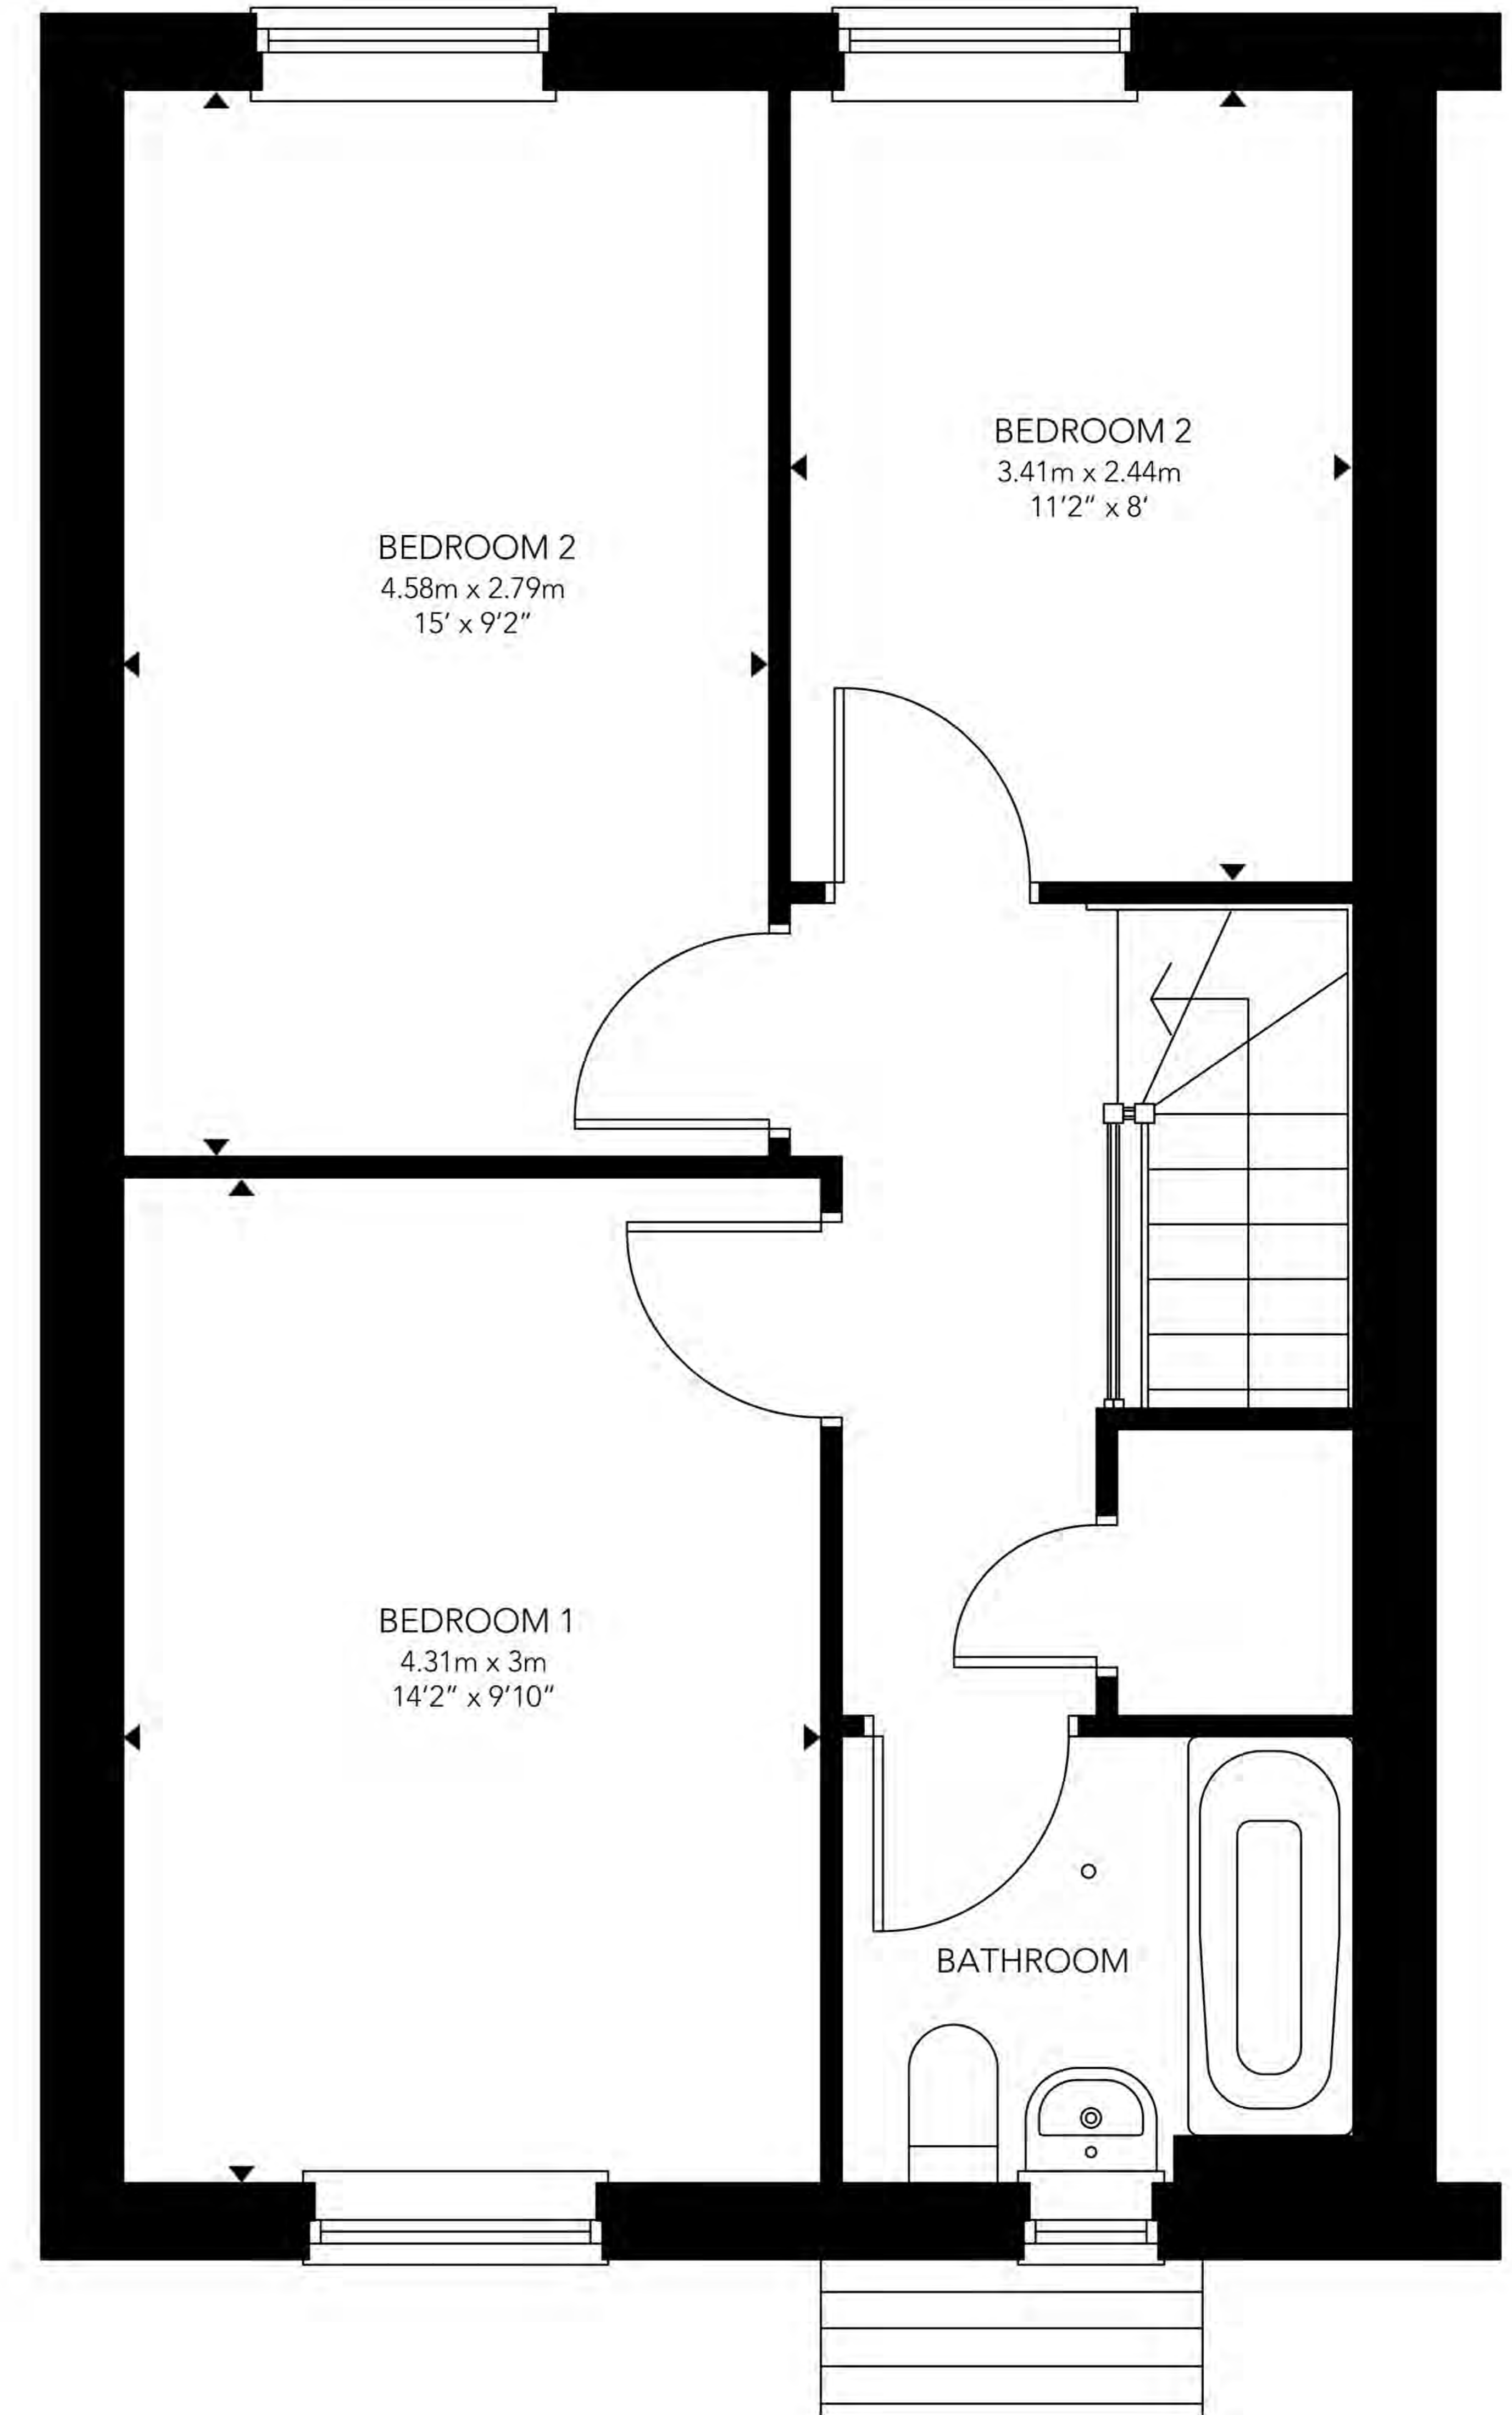 BEDROOM 2
3.41m x 2.44m
11'2" x 8'
BEDROOM 2
4.58m x 2.79m
15' x 9'2"
BEDROOM 1
4.31m x 3m
14'2" x 9'10"
BATHROOM